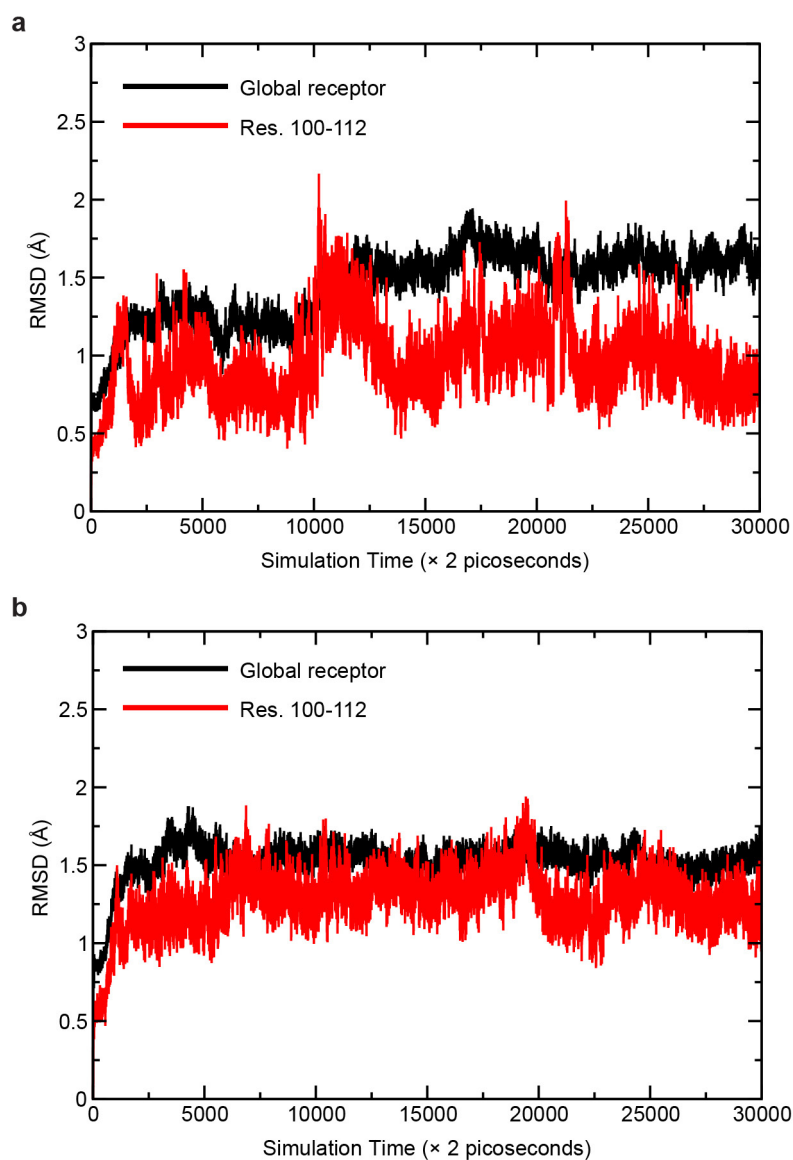 a
3
Global receptor
2.5
Res. 100-112
2
1.5
RMSD (Å)
1
0.5
0
0 5000 10000 15000 20000 25000 30000
Simulation Time (× 2 picoseconds)
b
3
Global receptor
2.5
Res. 100-112
2
1.5
RMSD (Å)
1
0.5
0
0 5000 10000 15000 20000 25000 30000
Simulation Time (× 2 picoseconds)